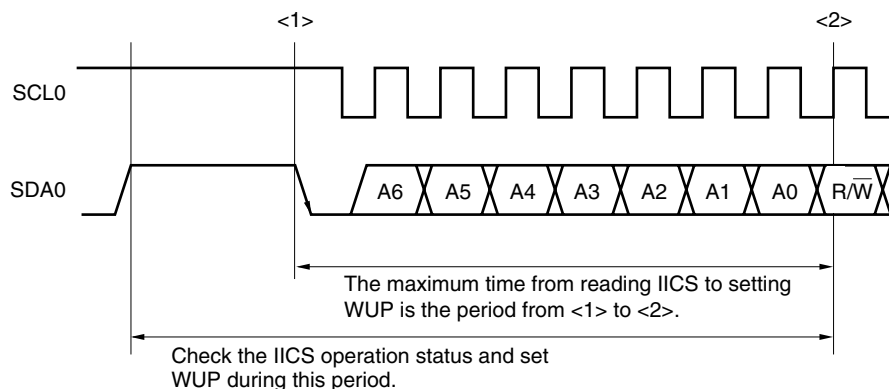 <1> <2>
SCL0
SDA0 A6 A5 A4 A3 A2 A1 A0 R/W̅
The maximum time from reading IICS to setting
WUP is the period from <1> to <2>.
Check the IICS operation status and set
WUP during this period.